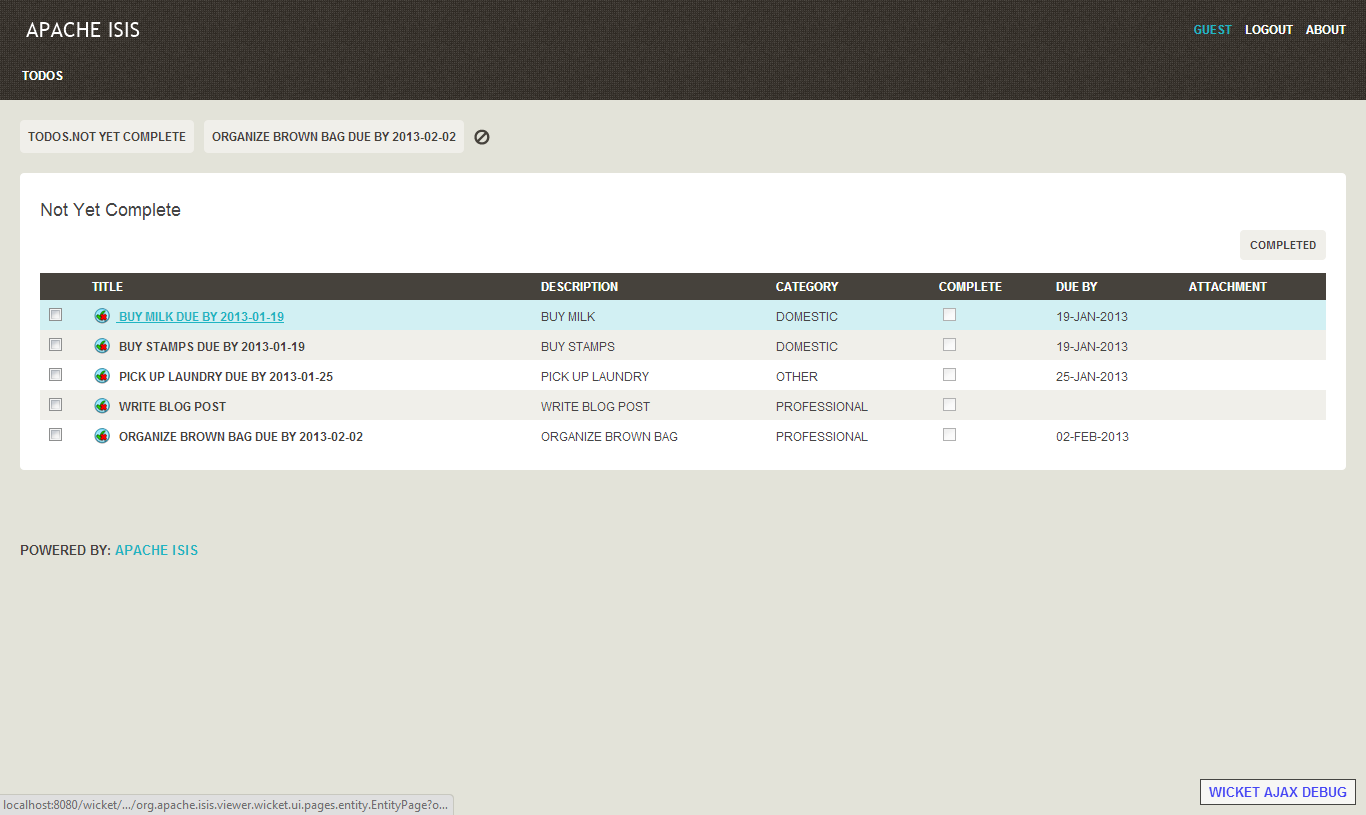 APACHE ISIS
GUEST LOGOUT ABOUT
TODOS
TODOS.NOT YET COMPLETE ORGANIZE BROWN BAG DUE BY 2013-02-02
Not Yet Complete
COMPLETED
TITLE DESCRIPTION CATEGORY COMPLETE DUE BY ATTACHMENT
BUY MILK DUE BY 2013-01-19 BUY MILK DOMESTIC 19-JAN-2013
BUY STAMPS DUE BY 2013-01-19 BUY STAMPS DOMESTIC 19-JAN-2013
PICK UP LAUNDRY DUE BY 2013-01-25 PICK UP LAUNDRY OTHER 25-JAN-2013
WRITE BLOG POST WRITE BLOG POST PROFESSIONAL
ORGANIZE BROWN BAG DUE BY 2013-02-02 ORGANIZE BROWN BAG PROFESSIONAL 02-FEB-2013
POWERED BY: APACHE ISIS
WICKET AJAX DEBUG
localhost:8080/wicket/.../org.apache.isis.viewer.wicket.ui.pages.entity.EntityPage?o...